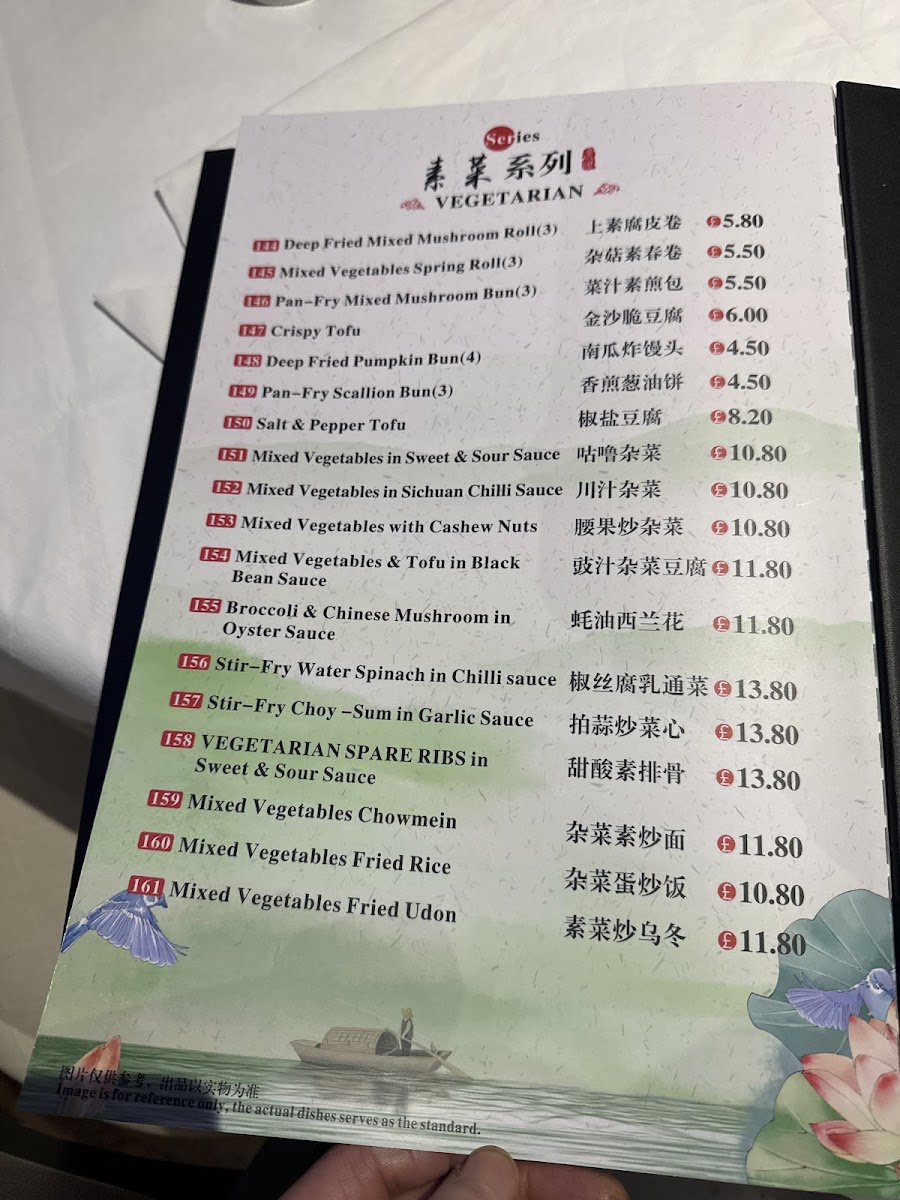 Series
素菜系列
VEGETARIAN
144 Deep Fried Mixed Mushroom Roll(3) 上素腐皮卷 £5.80
145 Mixed Vegetables Spring Roll(3) 杂菇素春卷 £5.50
146 Pan-Fry Mixed Mushroom Bun(3) 菜汁素煎包 £5.50
147 Crispy Tofu 金沙脆豆腐 £6.00
148 Deep Fried Pumpkin Bun(4) 南瓜炸馒头 £4.50
149 Pan-Fry Scallion Bun(3) 香煎葱油饼 £4.50
150 Salt & Pepper Tofu 椒盐豆腐 £8.20
151 Mixed Vegetables in Sweet & Sour Sauce 咕噜杂菜 £10.80
152 Mixed Vegetables in Sichuan Chilli Sauce 川汁杂菜 £10.80
153 Mixed Vegetables with Cashew Nuts 腰果炒杂菜 £10.80
154 Mixed Vegetables & Tofu in Black 豉汁杂菜豆腐 £11.80
Bean Sauce
155 Broccoli & Chinese Mushroom in 蚝油西兰花 £11.80
Oyster Sauce
156 Stir-Fry Water Spinach in Chilli sauce 椒丝腐乳通菜 £13.80
157 Stir-Fry Choy -Sum in Garlic Sauce 拍蒜炒菜心 £13.80
158 VEGETARIAN SPARE RIBS in 甜酸素排骨 £13.80
Sweet & Sour Sauce
159 Mixed Vegetables Chowmein 杂菜素炒面 £11.80
160 Mixed Vegetables Fried Rice 杂菜蛋炒饭 £10.80
161 Mixed Vegetables Fried Udon 素菜炒乌冬 £11.80
图片仅供参考，出品以实物为准
Image is for reference only, the actual dishes serves as the standard.